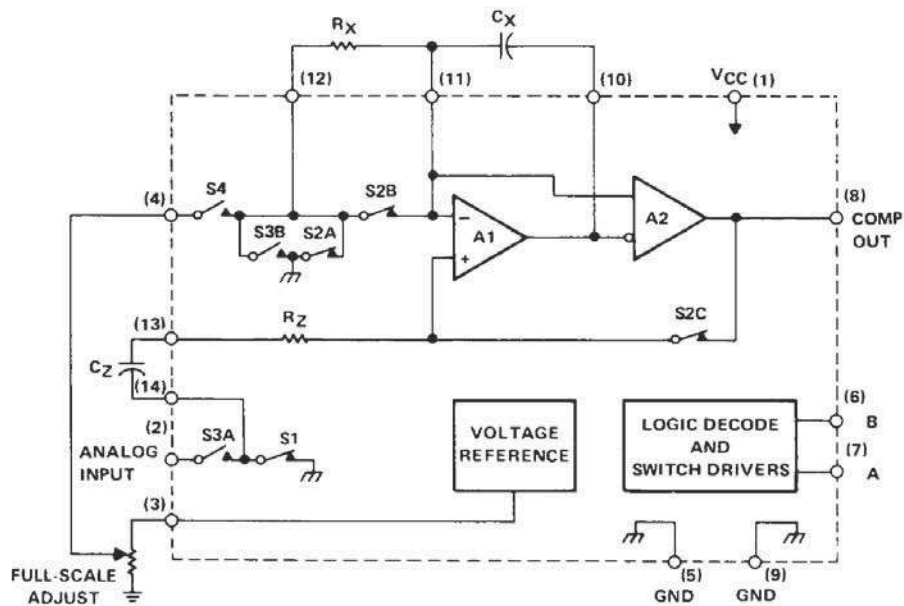 RX
CX
(12)
(11)
(10)
VCC (1)
(4)
S4
S2B
(8)
S3B
S2A
A1
A2
COMP
OUT
(13)
RZ
S2C
CZ
(14)
(2)
ANALOG
INPUT
S3A
S1
VOLTAGE
REFERENCE
LOGIC DECODE
AND
SWITCH DRIVERS
(6)
B
(7)
A
(3)
FULL-SCALE
ADJUST
(5)
GND
(9)
GND